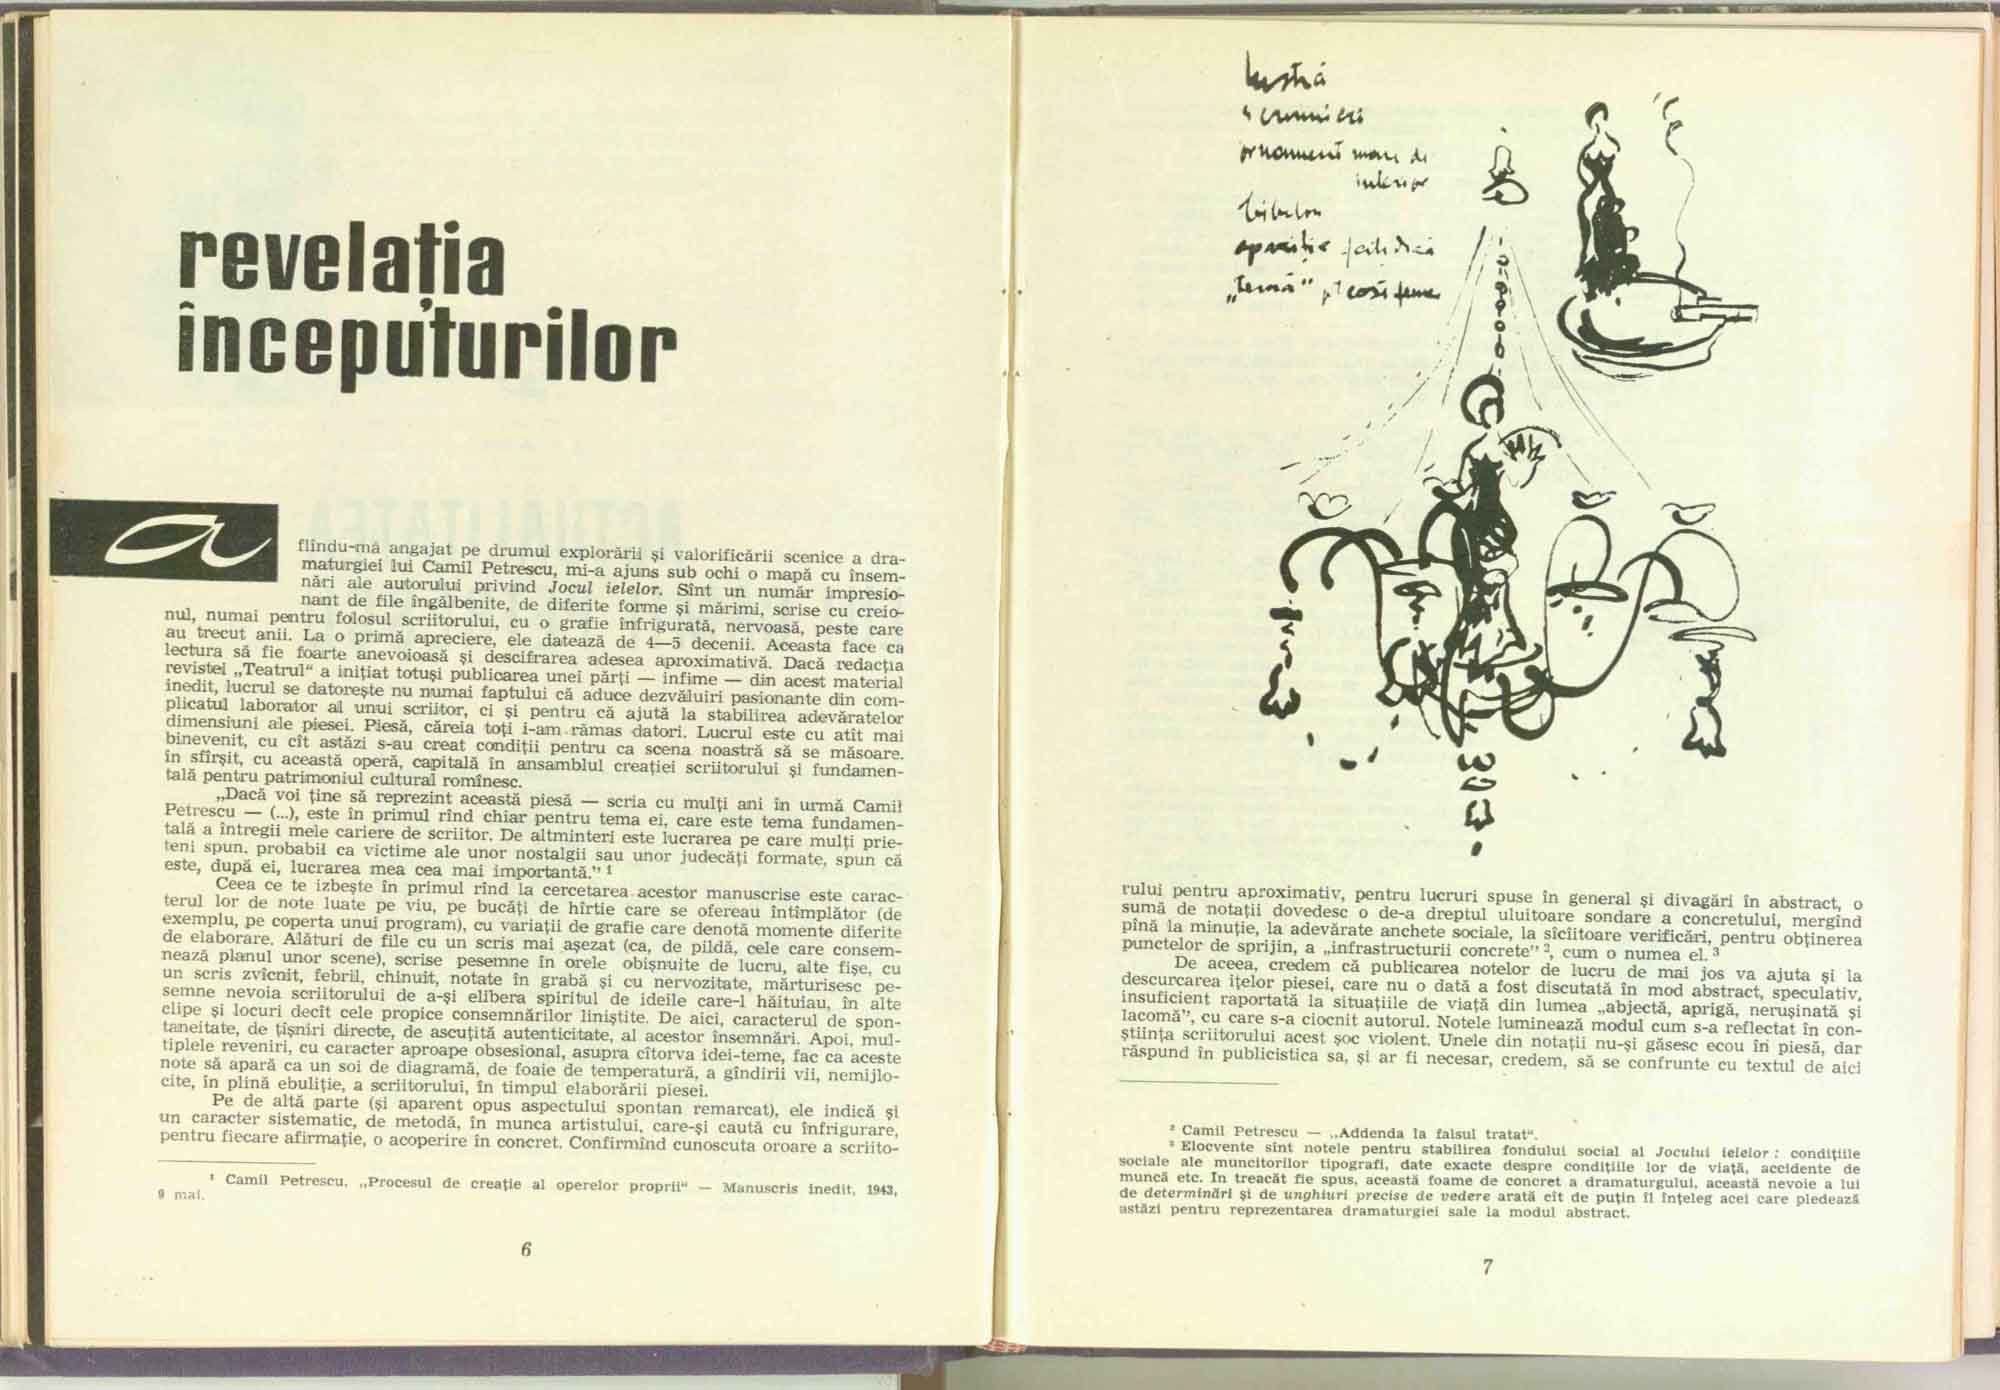 revelația
începuturilor
aflîndu-mă angajat pe drumul explorării și valorificării scenice a dra-
maturgiei lui Camil Petrescu, mi-a ajuns sub ochi o mapă cu însem-
nări ale autorului privind Jocul ielelor. Sînt un număr impresio-
nant de file îngălbenite, de diferite forme și mărimi, scrise cu creio-
nul, numai pentru folosul scriitorului, cu o grafie înfrigurată, nervoasă, peste care
au trecut anii. La o primă apreciere, ele datează de 4—5 decenii. Aceasta face ca
lectura să fie foarte anevoioasă și descifrarea adesea aproximativă. Dacă redacția
revistei „Teatrul“ a inițiat totuși publicarea unei părți — infime — din acest material
inedit, lucrul se datorește nu numai faptului că aduce dezvăluiri pasionante din com-
plicatul laborator al unui scriitor, ci și pentru că ajută la stabilirea adevăratelor
dimensiuni ale piesei. Piesă, căreia toți i-am rămas datori. Lucrul este cu atît mai
binevenit, cu cît astăzi s-au creat condiții pentru ca scena noastră să se măsoare.
în sfîrșit, cu această operă, capitală în ansamblul creației scriitorului și fundamen-
tală pentru patrimoniul cultural romînesc.
„Dacă voi ține să reprezint această piesă — scria cu mulți ani în urmă Camil
Petrescu — (...), este în primul rînd chiar pentru tema ei, care este tema fundamen-
tală a întregii mele cariere de scriitor. De altminteri este lucrarea pe care mulți prie-
teni spun. probabil ca victime ale unor nostalgii sau unor judecăți formate, spun că
este, după ei, lucrarea mea cea mai importantă.” 1
Ceea ce te izbește în primul rînd la cercetarea acestor manuscrise este carac-
terul lor de note luate pe viu, pe bucăți de hîrtie care se ofereau întîmplător (de
exemplu, pe coperta unui program), cu variații de grafie care denotă momente diferite
de elaborare. Alături de file cu un scris mai așezat (ca, de pildă, cele care consem-
nează planul unor scene), scrise pesemne în orele obișnuite de lucru, alte fișe, cu
un scris zvîcnit, febril, chinuit, notate în grabă și cu nervozitate, mărturisesc pe-
semne nevoia scriitorului de a-și elibera spiritul de ideile care-l hăituiau, în alte
clipe și locuri decît cele propice consemnărilor liniștite. De aici, caracterul de spon-
taneitate, de țîșniri directe, de ascuțită autenticitate, al acestor însemnări. Apoi, mul-
tiplele reveniri, cu caracter aproape obsesional, asupra cîtorva idei-teme, fac ca aceste
note să apară ca un soi de diagramă, de foaie de temperatură, a gîndirii vii, nemijlo-
cite, în plină ebuliție, a scriitorului, în timpul elaborării piesei.
Pe de altă parte (și aparent opus aspectului spontan remarcat), ele indică și
un caracter sistematic, de metodă, în munca artistului, care-și caută cu înfrigurare,
pentru fiecare afirmație, o acoperire în concret. Confirmînd cunoscuta oroare a scriito-
1 Camil Petrescu, „Procesul de creație al operelor proprii“ — Manuscris inedit, 1943,
9 mai.
6
lustră
ornament mare de
interior
bibelou
rului pentru aproximativ, pentru lucruri spuse în general și divagări în abstract, o
sumă de notații dovedesc o de-a dreptul uluitoare sondare a concretului, mergînd
pînă la minuție, la adevărate anchete sociale, la sîcîitoare verificări, pentru obținerea
punctelor de sprijin, a „infrastructurii concrete” 2, cum o numea el. 3
De aceea, credem că publicarea notelor de lucru de mai jos va ajuta și la
descurcarea ițelor piesei, care nu o dată a fost discutată în mod abstract, speculativ,
insuficient raportată la situațiile de viață din lumea „abjectă, aprigă, nerușinată și
lacomă”, cu care s-a ciocnit autorul. Notele luminează modul cum s-a reflectat în con-
știința scriitorului acest șoc violent. Unele din notații nu-și găsesc ecou în piesă, dar
răspund în publicistica sa, și ar fi necesar, credem, să se confrunte cu textul de aici
2 Camil Petrescu — „Addenda la falsul tratat“.
3 Elocvente sînt notele pentru stabilirea fondului social al Jocului ielelor : condițiile
sociale ale muncitorilor tipografi, date exacte despre condițiile lor de viață, accidente de
muncă etc. In treacăt fie spus, această foame de concret a dramaturgului, această nevoie a lui
de determinări și de unghiuri precise de vedere arată cît de puțin îl înțeleg acei care pledează
astăzi pentru reprezentarea dramaturgiei sale la modul abstract.
7